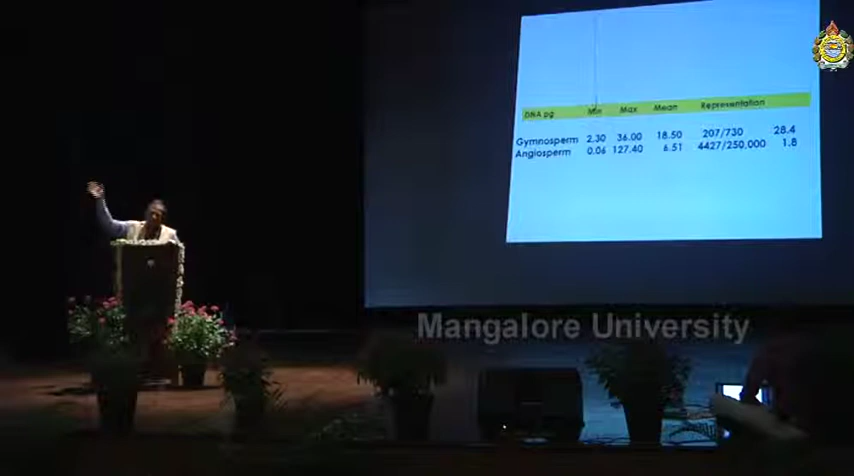 DNA pg Min Max Mean Representation
Gymnosperm 2.30 36.00 18.50 207/730 28.4
Angiosperm 0.06 127.40 6.51 4427/250,000 1.8
Mangalore University